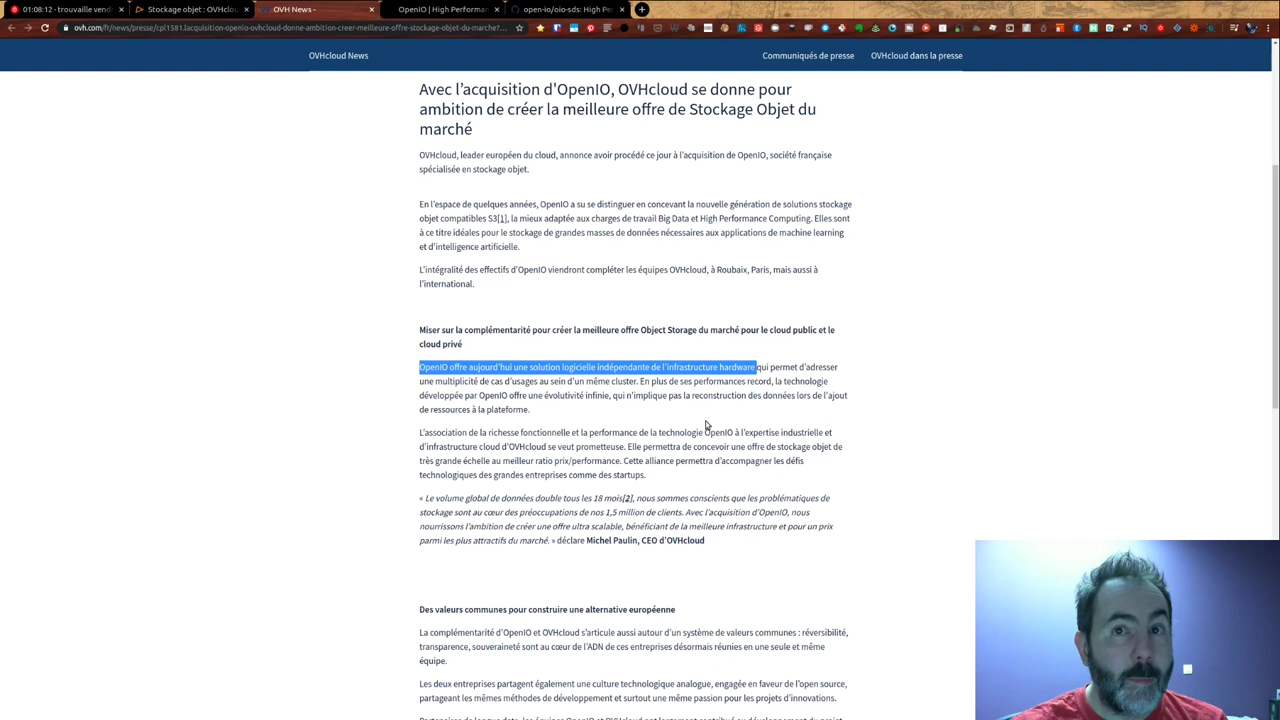 01:08:12 - trouvaille vend
Stockage objet : OVHclou
OVH News -
OpenIO | High Performan
open-io/oio-sds: High Pe
ovh.com/fr/news/presse/cpl1581.lacquisition-openio-ovhcloud-donne-ambition-creer-meilleure-offre-stockage-objet-du-marche?...
OVHcloud News
Communiqués de presse
OVHcloud dans la presse
Avec l’acquisition d'OpenIO, OVHcloud se donne pour
ambition de créer la meilleure offre de Stockage Objet du
marché
OVHcloud, leader européen du cloud, annonce avoir procédé ce jour à l’acquisition de OpenIO, société française
spécialisée en stockage objet.
En l’espace de quelques années, OpenIO a su se distinguer en concevant la nouvelle génération de solutions stockage
objet compatibles S3[1], la mieux adaptée aux charges de travail Big Data et High Performance Computing. Elles sont
à ce titre idéales pour le stockage de grandes masses de données nécessaires aux applications de machine learning
et d’intelligence artificielle.
L’intégralité des effectifs d’OpenIO viendront compléter les équipes OVHcloud, à Roubaix, Paris, mais aussi à
l’international.
Miser sur la complémentarité pour créer la meilleure offre Object Storage du marché pour le cloud public et le
cloud privé
OpenIO offre aujourd’hui une solution logicielle indépendante de l’infrastructure hardware qui permet d’adresser
une multiplicité de cas d’usages au sein d’un même cluster. En plus de ses performances record, la technologie
développée par OpenIO offre une évolutivité infinie, qui n’implique pas la reconstruction des données lors de l'ajout
de ressources à la plateforme.
L’association de la richesse fonctionnelle et la performance de la technologie OpenIO à l’expertise industrielle et
d’infrastructure cloud d’OVHcloud se veut prometteuse. Elle permettra de concevoir une offre de stockage objet de
très grande échelle au meilleur ratio prix/performance. Cette alliance permettra d’accompagner les défis
technologiques des grandes entreprises comme des startups.
« Le volume global de données double tous les 18 mois[2], nous sommes conscients que les problématiques de
stockage sont au cœur des préoccupations de nos 1,5 million de clients. Avec l’acquisition d’OpenIO, nous
nourrissons l’ambition de créer une offre ultra scalable, bénéficiant de la meilleure infrastructure et pour un prix
parmi les plus attractifs du marché. » déclare Michel Paulin, CEO d’OVHcloud
Des valeurs communes pour construire une alternative européenne
La complémentarité d’OpenIO et OVHcloud s’articule aussi autour d’un système de valeurs communes : réversibilité,
transparence, souveraineté sont au cœur de l’ADN de ces entreprises désormais réunies en une seule et même
équipe.
Les deux entreprises partagent également une culture technologique analogue, engagée en faveur de l’open source,
partageant les mêmes méthodes de développement et surtout une même passion pour les projets d’innovations.